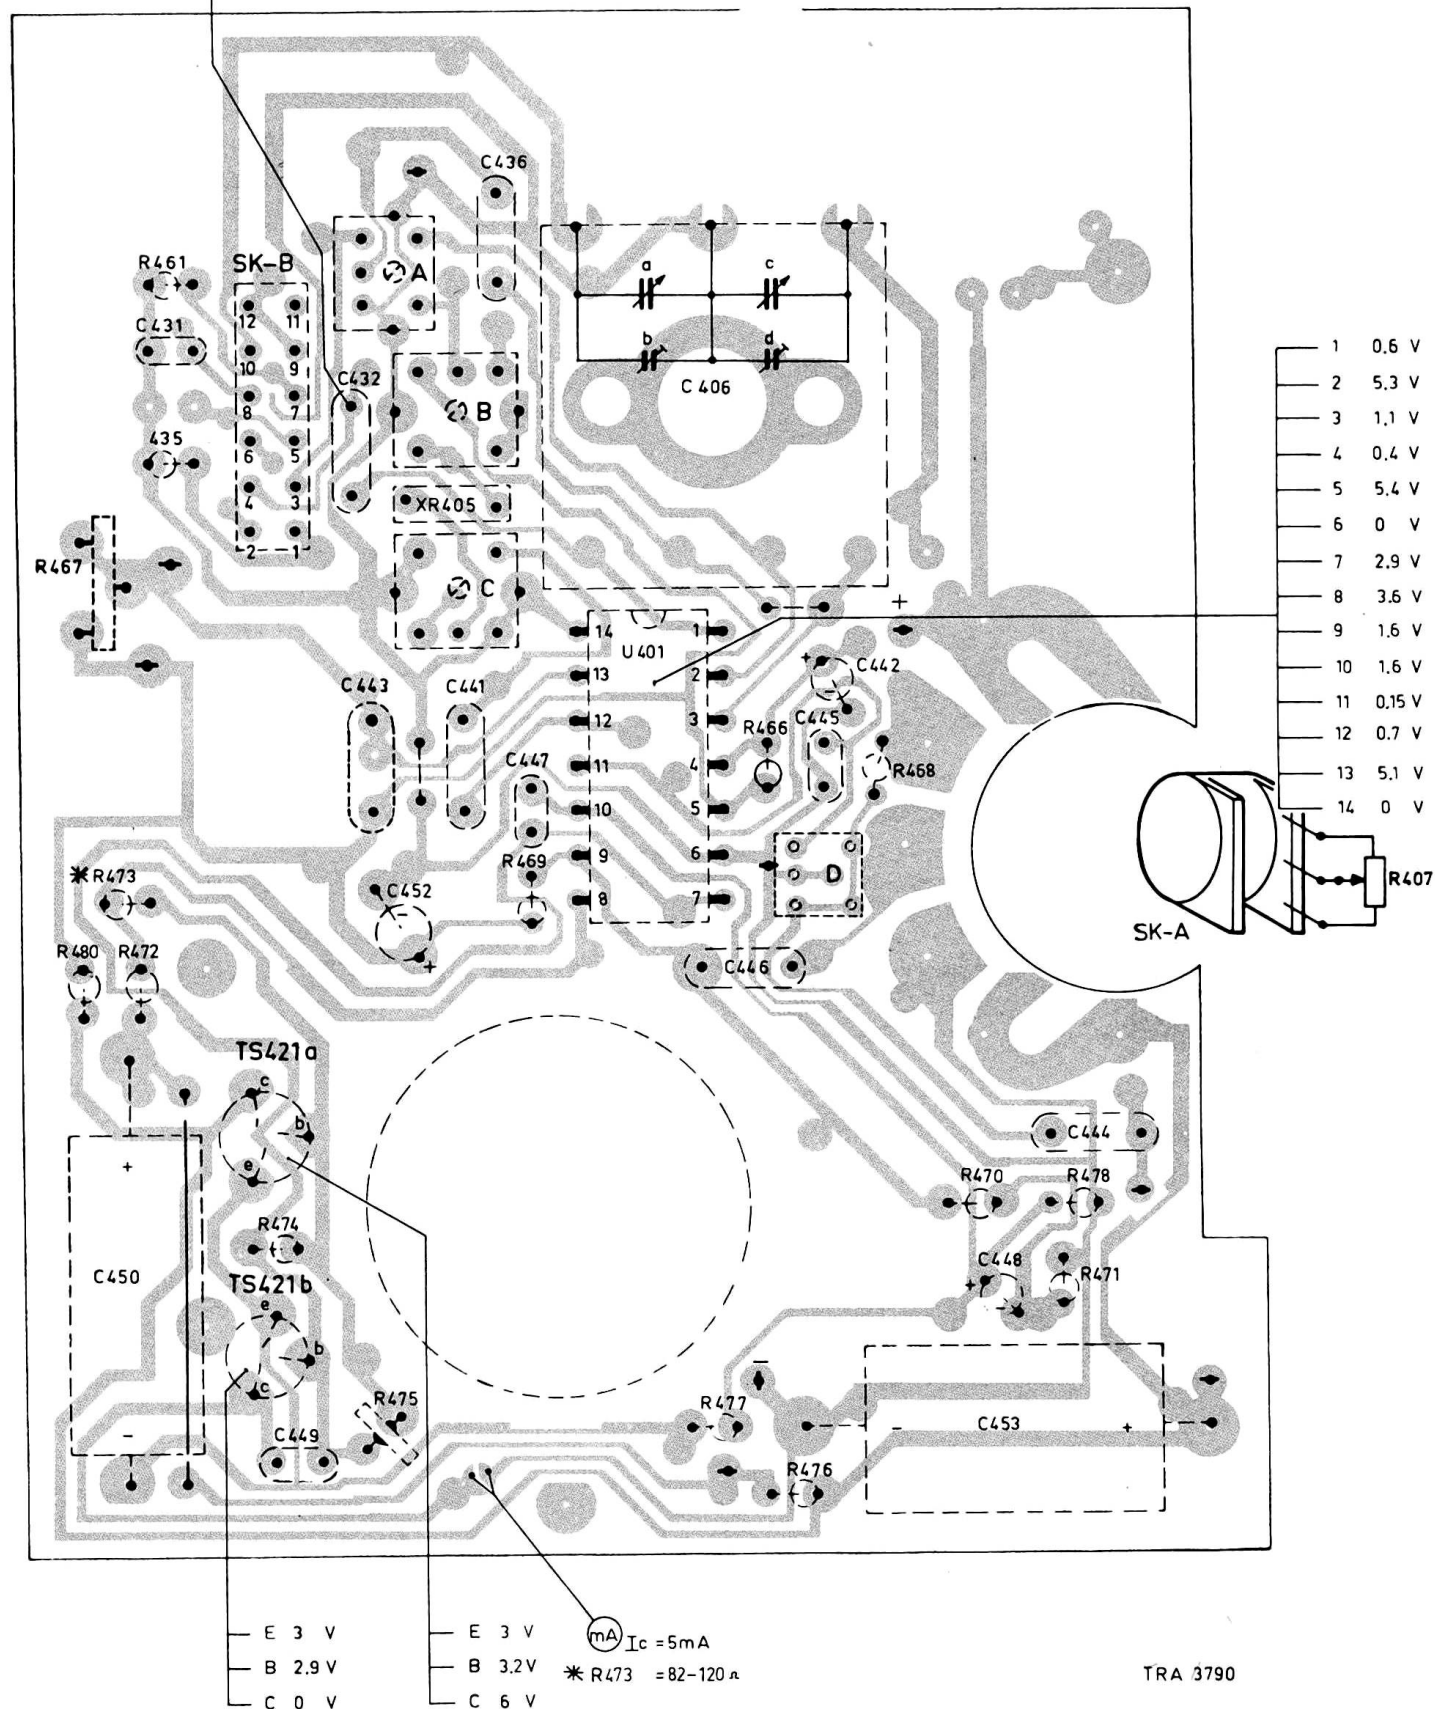 C436
R461
SK-B
A
a
c
12
11
C431
b
d
10
9
C432
C406
8
7
B
435
6
5
4
3
XR405
2
1
R467
C
+
14
1
U401
13
2
+
C442
C443
C441
12
3
C445
R466
11
4
R468
C447
10
5
R469
9
6
D
* R473
C452
8
7
+
R480
R472
+
+
C446
SK-A
R407
1 0.6 V
2 5.3 V
3 1.1 V
4 0.4 V
5 5.4 V
6 0 V
7 2.9 V
8 3.6 V
9 1.6 V
10 1.6 V
11 0.15 V
12 0.7 V
13 5.1 V
14 0 V
TS421a
c
b
e
+
C444
R470
R478
R474
C450
C448
+
R471
TS421b
e
b
c
R475
R477
-
C453
- +
C449
-
R476
E 3 V
B 2.9 V
C 0 V
E 3 V
B 3.2 V
C 6 V
mA Ic = 5mA
* R473 = 82-120 Ω
TRA 3790